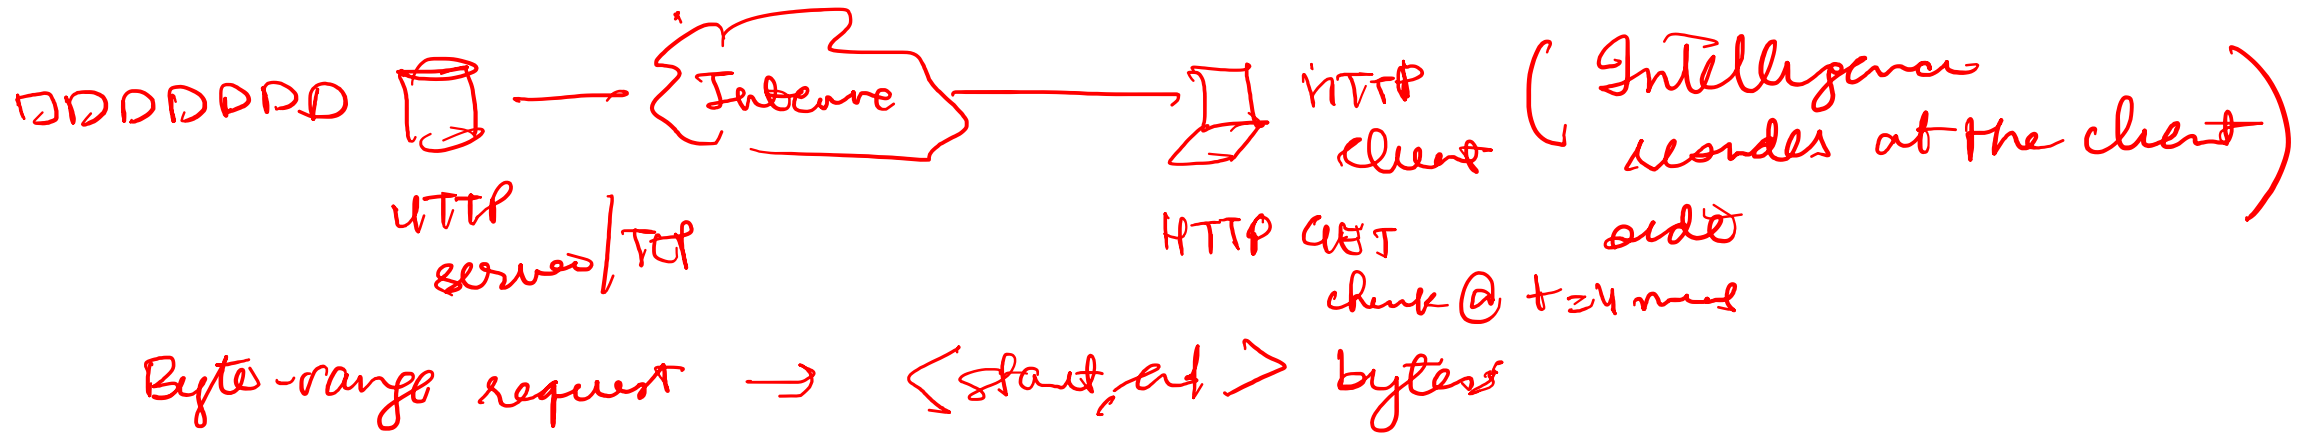 Internet
HTTP client (Intelligence resides at the client side)
HTTP server/TCP
HTTP GET
chunk @ t=4 mins
Byte-range request → <start, end> bytes